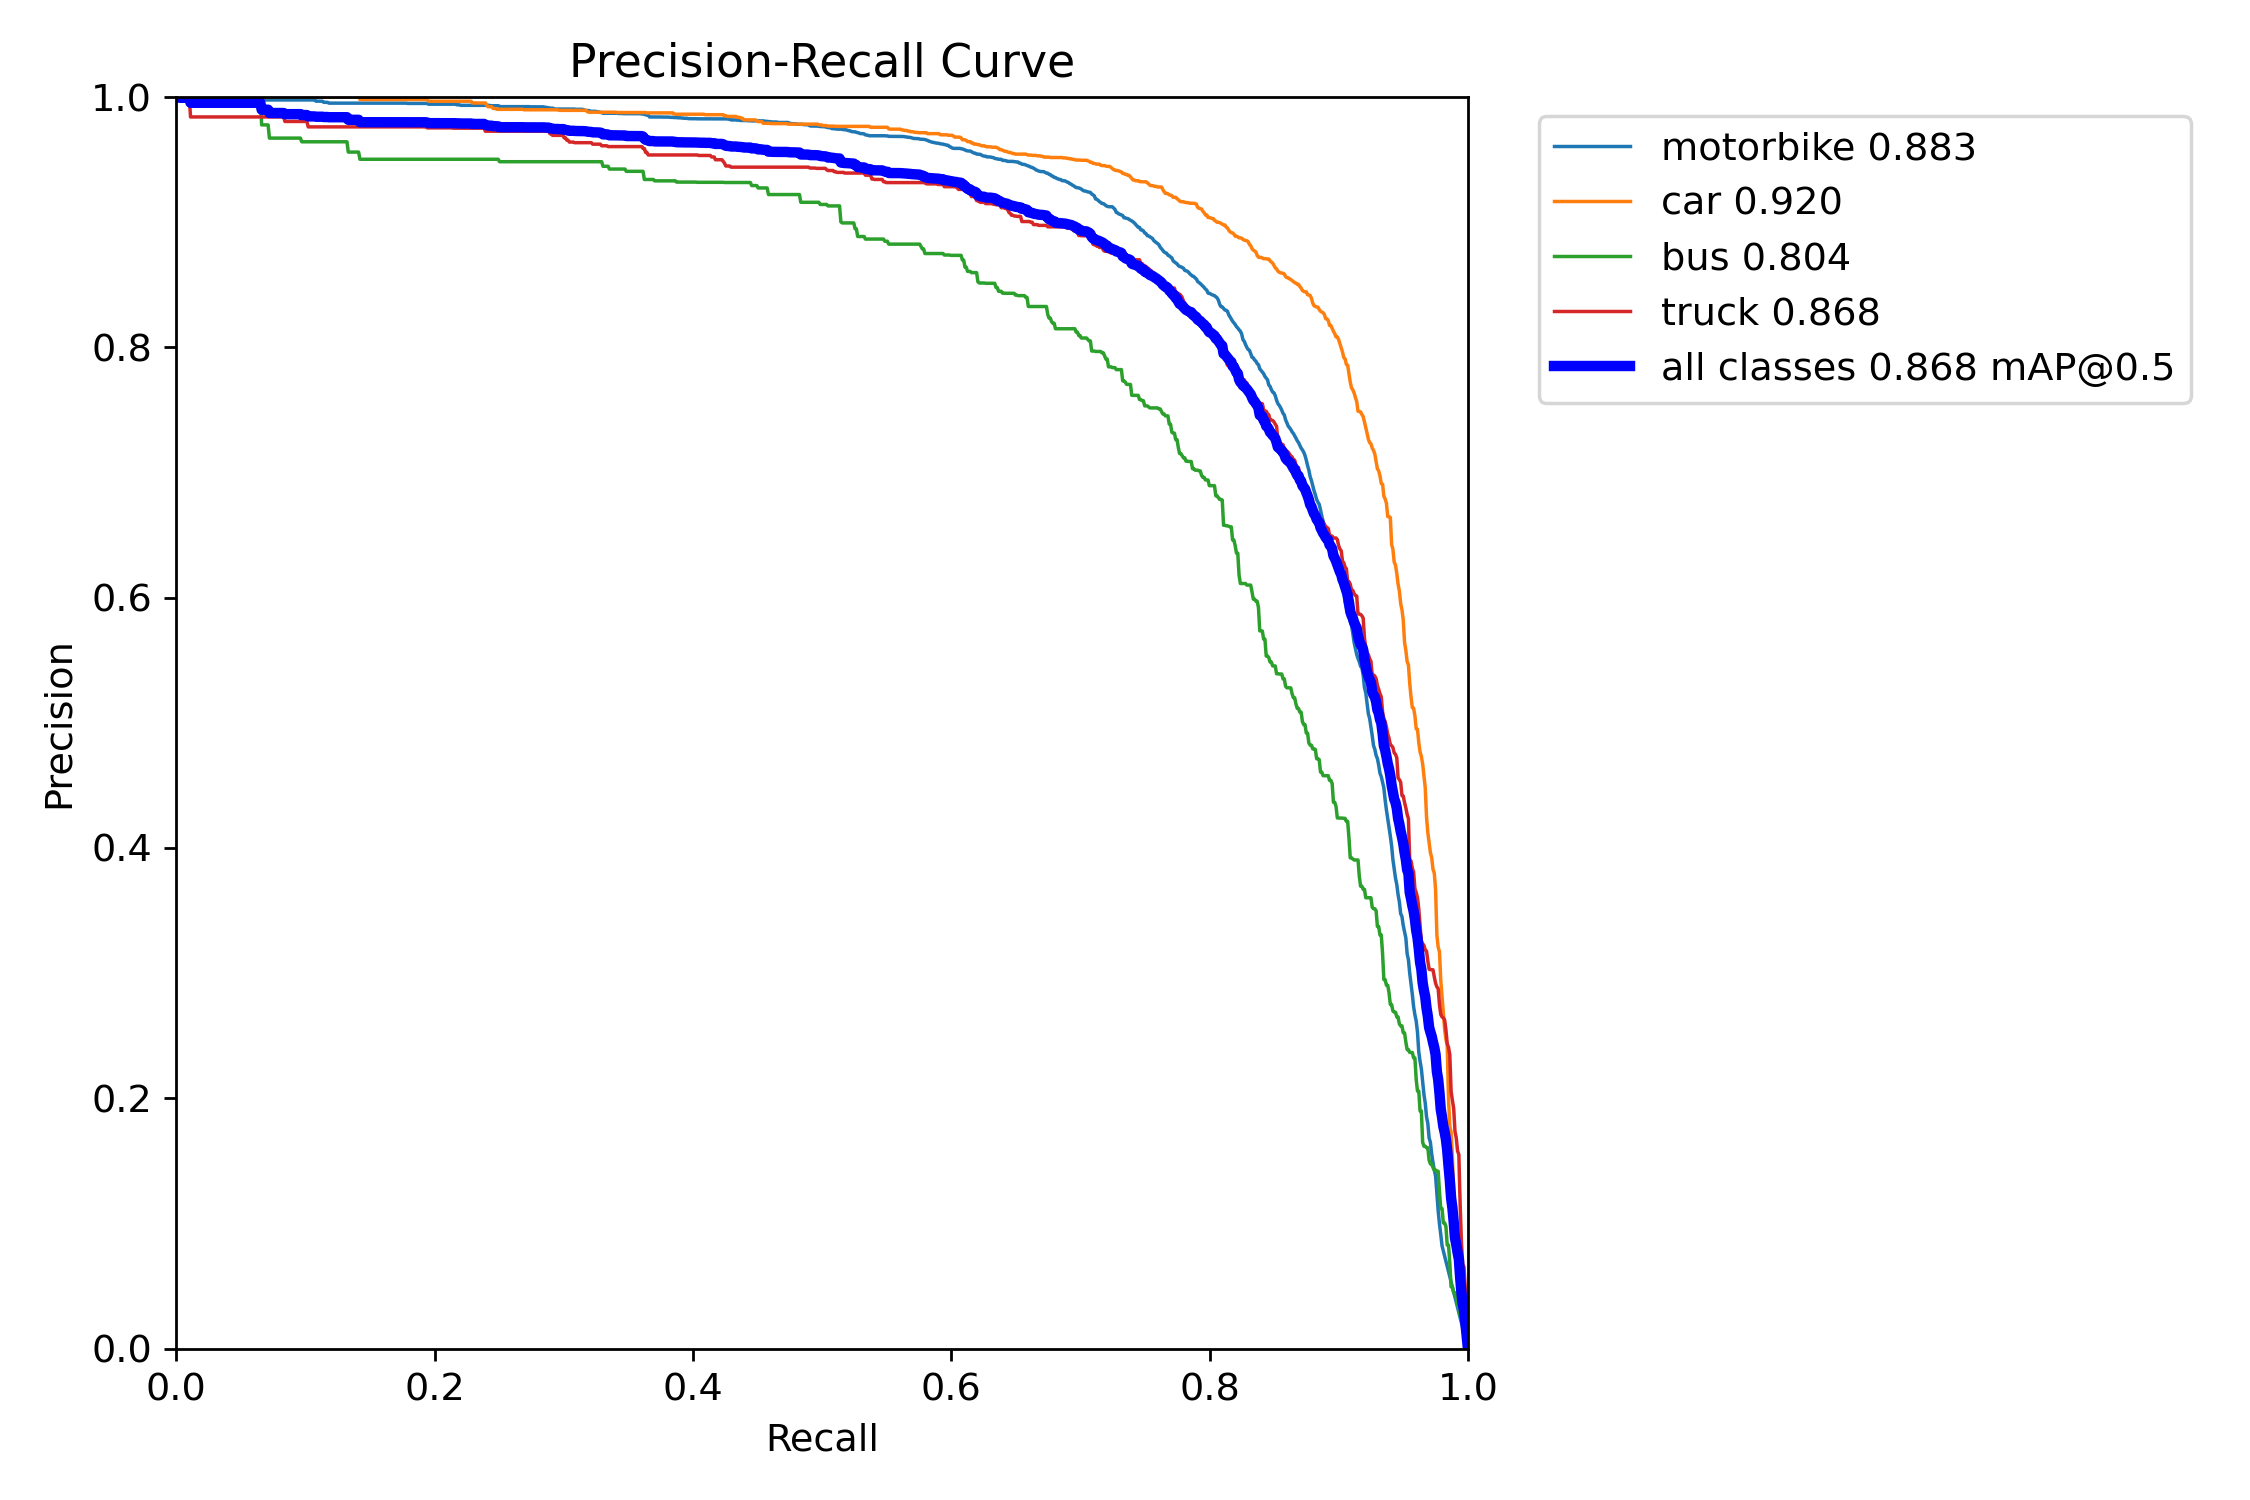 Precision-Recall Curve
1.0
0.8
0.6
0.4
0.2
0.0
Precision
0.0 0.2 0.4 0.6 0.8 1.0
Recall
motorbike 0.883
car 0.920
bus 0.804
truck 0.868
all classes 0.868 mAP@0.5